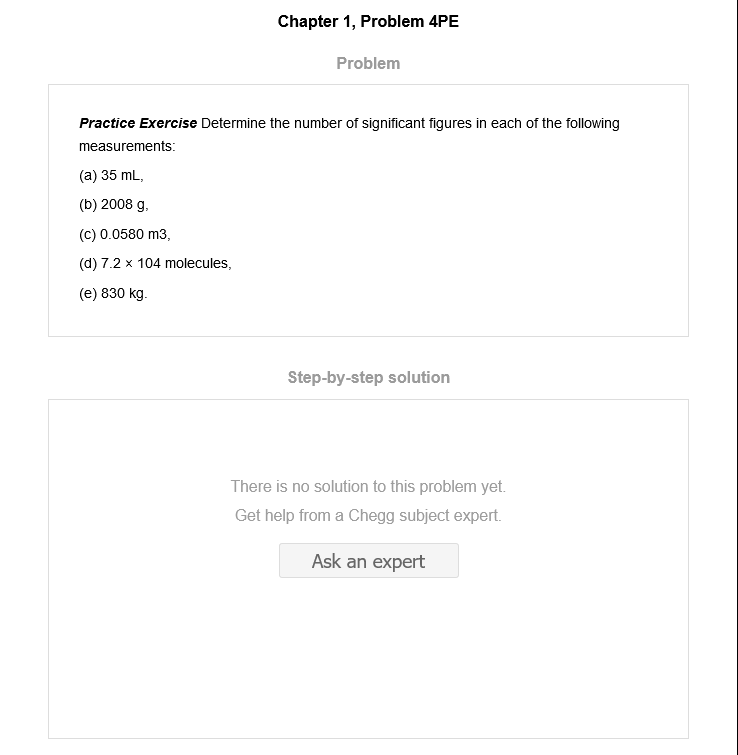 Chapter 1, Problem 4PE
Problem
Practice Exercise Determine the number of significant figures in each of the following
measurements:
(a) 35 mL,
(b) 2008 g,
(c) 0.0580 m3,
(d) 7.2 × 104 molecules,
(e) 830 kg.
Step-by-step solution
There is no solution to this problem yet.
Get help from a Chegg subject expert.
Ask an expert